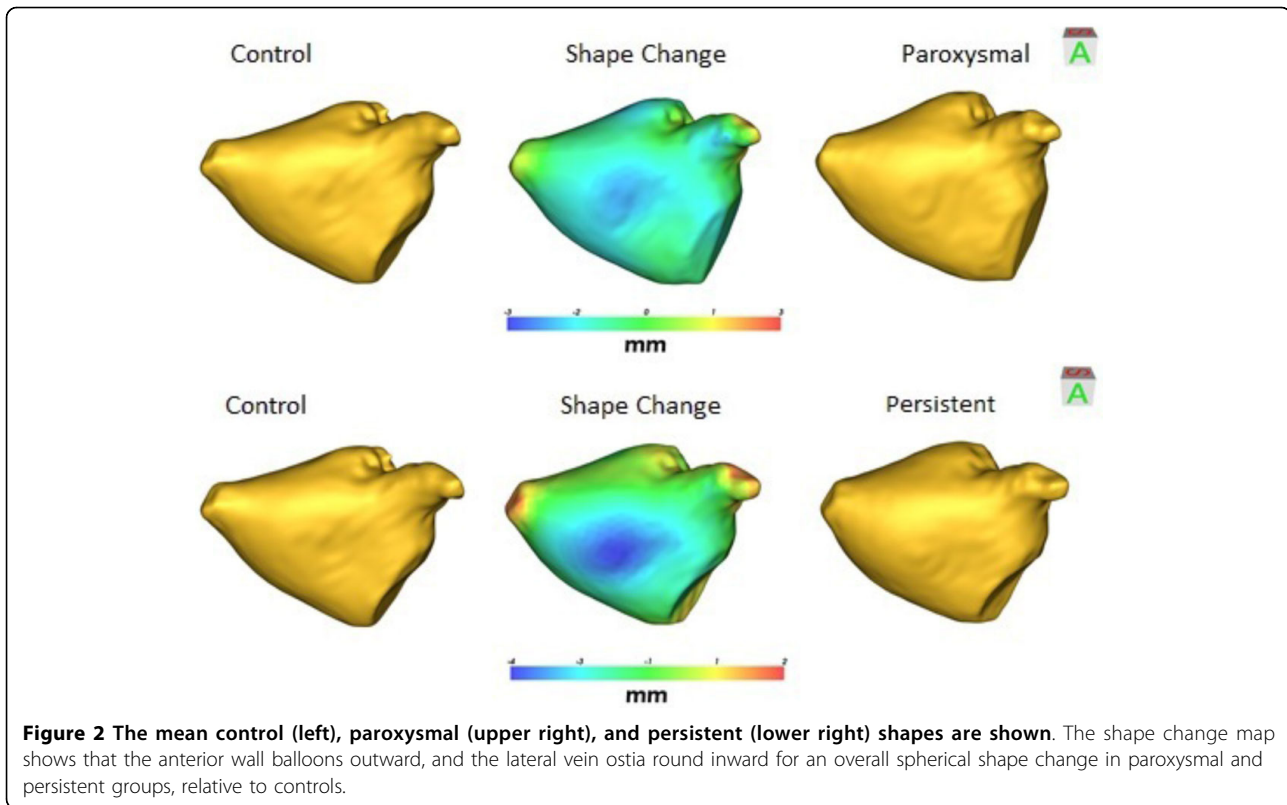 Control Shape Change Paroxysmal
S
A
-3 -2 0 1 3
mm
Control Shape Change Persistent
S
A
-4 -3 -1 1 2
mm
Figure 2 The mean control (left), paroxysmal (upper right), and persistent (lower right) shapes are shown. The shape change map
shows that the anterior wall balloons outward, and the lateral vein ostia round inward for an overall spherical shape change in paroxysmal and
persistent groups, relative to controls.